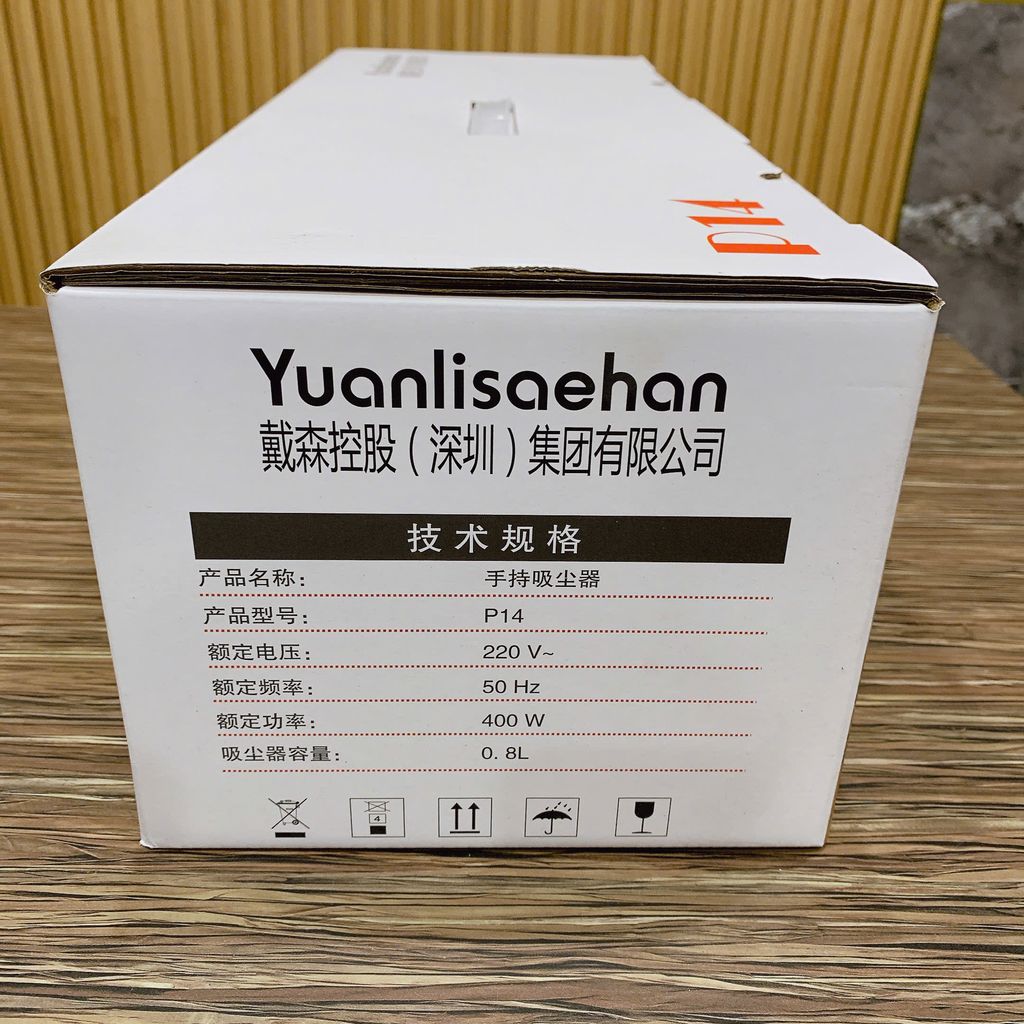 P14
Yuanlisaehan
戴森控股（深圳）集团有限公司
技术规格
产品名称： 手持吸尘器
产品型号： P14
额定电压： 220 V~
额定频率： 50 Hz
额定功率： 400 W
吸尘器容量： 0.8L
4